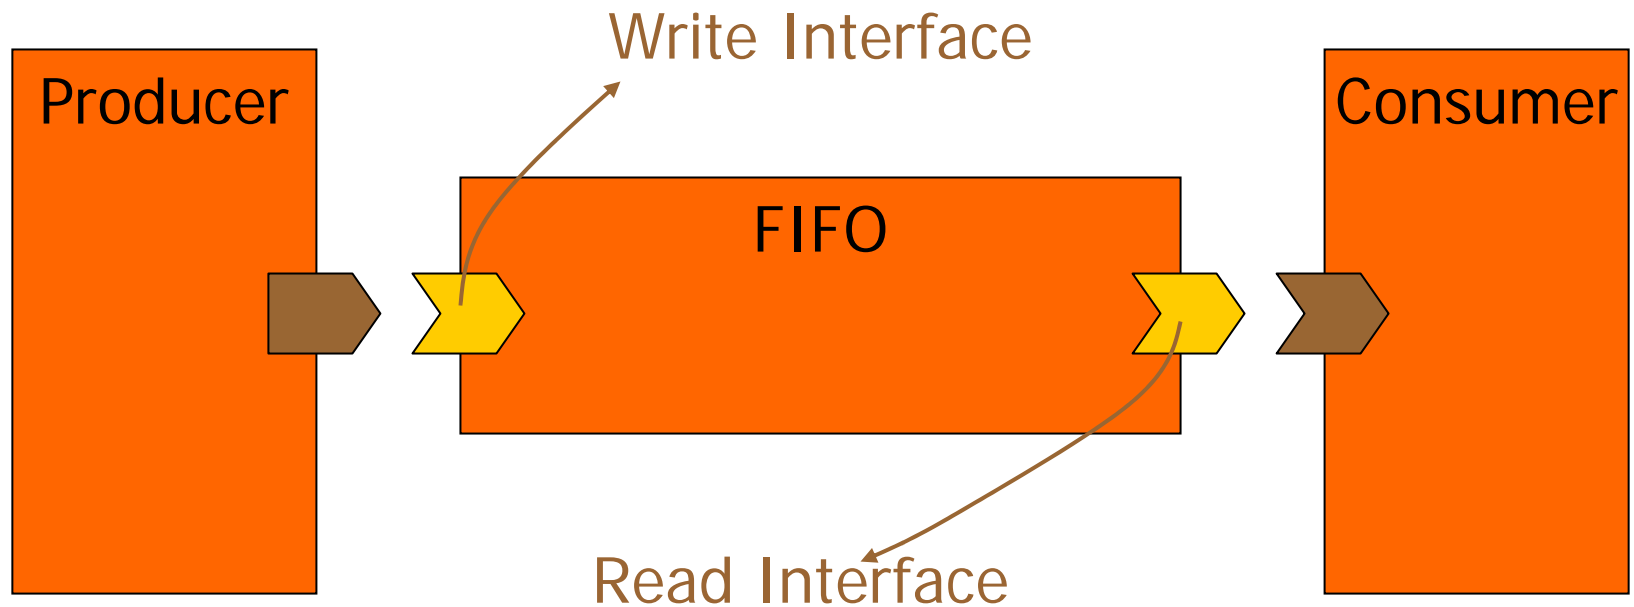 Write Interface
Producer
Consumer
FIFO
Read Interface